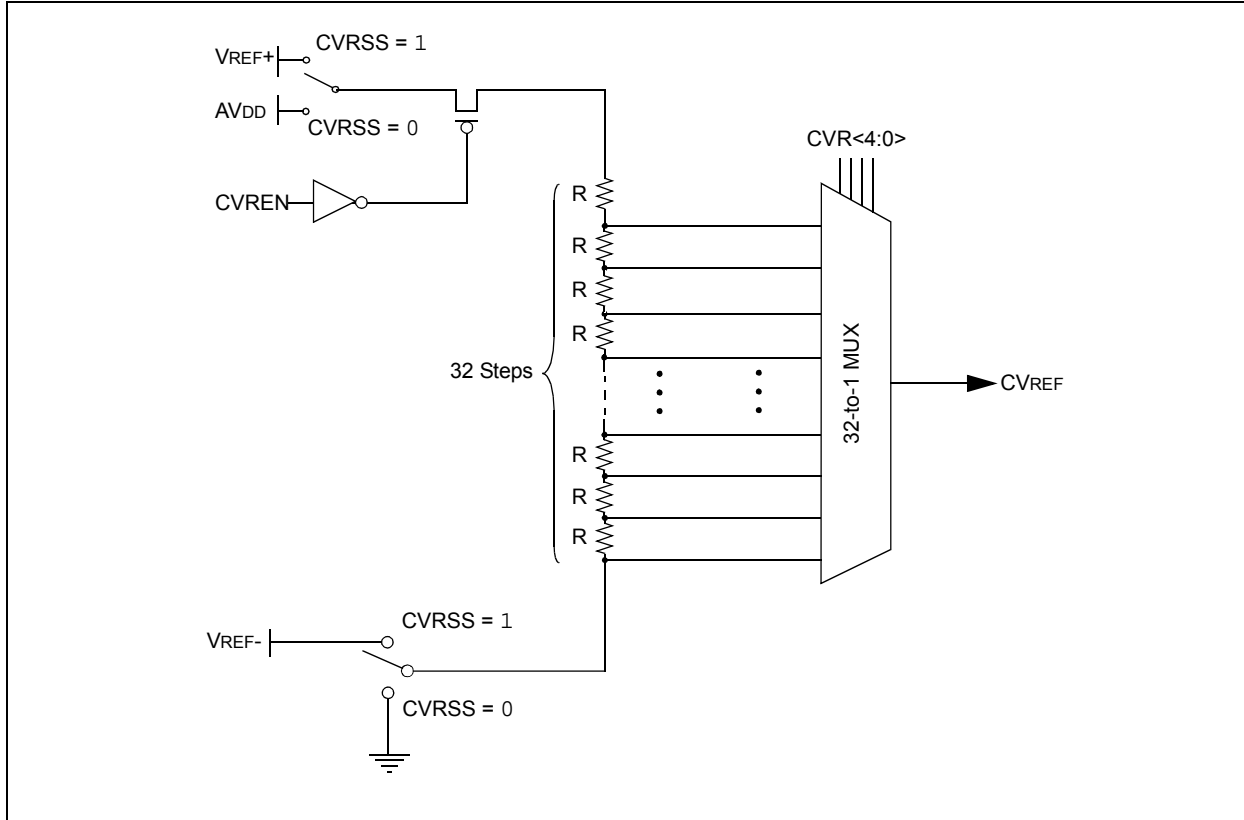 CVRSS = 1
VREF+
AVDD
CVRSS = 0
CVREN
CVR<4:0>
R
R
R
R
32 Steps
32-to-1 MUX
CVREF
R
R
R
CVRSS = 1
VREF-
CVRSS = 0